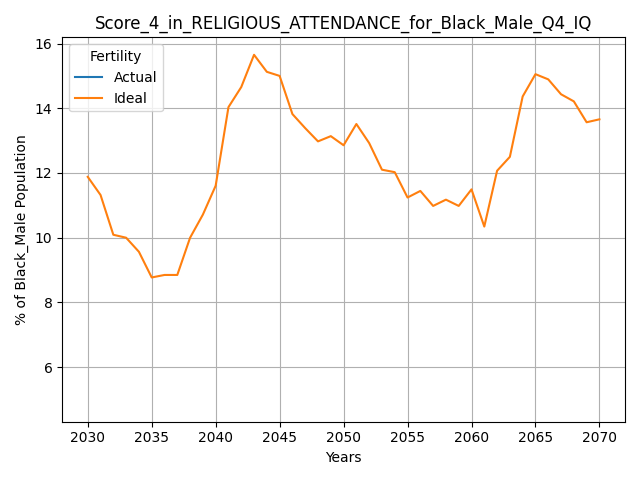 Score_4_in_RELIGIOUS_ATTENDANCE_for_Black_Male_Q4_IQ
Fertility
Actual
Ideal
% of Black_Male Population
16
14
12
10
8
6
2030 2035 2040 2045 2050 2055 2060 2065 2070
Years